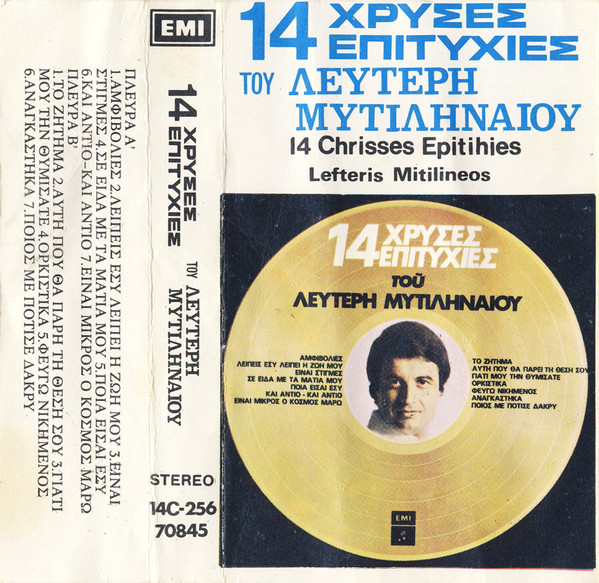 ΠΛΕΥΡΑ Α'
1.ΑΜΦΙΒΟΛΙΕΣ 2.ΛΕΙΠΕΙΣ ΕΣΥ ΛΕΙΠΕΙ Η ΖΩΗ ΜΟΥ 3.ΕΙΝΑΙ
ΣΤΙΓΜΕΣ 4.ΣΕ ΕΙΔΑ ΜΕ ΤΑ ΜΑΤΙΑ ΜΟΥ 5.ΠΟΙΑ ΕΙΣΑΙ ΕΣΥ
6.ΚΑΙ ΑΝΤΙΟ-ΚΑΙ ΑΝΤΙΟ 7.ΕΙΝΑΙ ΜΙΚΡΟΣ Ο ΚΟΣΜΟΣ ΜΑΡΩ
ΠΛΕΥΡΑ Β'
1.ΤΟ ΖΗΤΗΜΑ 2.ΑΥΤΗ ΠΟΥ ΘΑ ΠΑΡΗ ΤΗ ΘΕΣΗ ΣΟΥ 3.ΓΙΑΤΙ
ΜΟΥ ΤΗΝ ΘΥΜΙΣΑΤΕ 4.ΟΡΚΙΣΤΙΚΑ 5.ΦΕΥΓΩ ΝΙΚΗΜΕΝΟΣ
6.ΑΝΑΓΚΑΣΤΗΚΑ 7.ΠΟΙΟΣ ΜΕ ΠΟΤΙΣΕ ΔΑΚΡΥ
EMI
14 ΧΡΥΣΕΣ
ΕΠΙΤΥΧΙΕΣ
ΤΟΥ ΛΕΥΤΕΡΗ
ΜΥΤΙΛΗΝΑΙΟΥ
STEREO
14C-256
70845
14 ΧΡΥΣΕΣ
ΕΠΙΤΥΧΙΕΣ
ΤΟΥ ΛΕΥΤΕΡΗ
ΜΥΤΙΛΗΝΑΙΟΥ
14 Chrisses Epitihies
Lefteris Mitilineos
14 ΧΡΥΣΕΣ
ΕΠΙΤΥΧΙΕΣ
τοῦ
ΛΕΥΤΕΡΗ ΜΥΤΙΛΗΝΑΙΟΥ
ΑΜΦΙΒΟΛΙΕΣ
ΛΕΙΠΕΙΣ ΕΣΥ ΛΕΙΠΕΙ Η ΖΩΗ ΜΟΥ
ΕΙΝΑΙ ΣΤΙΓΜΕΣ
ΣΕ ΕΙΔΑ ΜΕ ΤΑ ΜΑΤΙΑ ΜΟΥ
ΠΟΙΑ ΕΙΣΑΙ ΕΣΥ
ΚΑΙ ΑΝΤΙΟ - ΚΑΙ ΑΝΤΙΟ
ΕΙΝΑΙ ΜΙΚΡΟΣ Ο ΚΟΣΜΟΣ ΜΑΡΩ
ΤΟ ΖΗΤΗΜΑ
ΑΥΤΗ ΠΟΥ ΘΑ ΠΑΡΕΙ ΤΗ ΘΕΣΗ ΣΟΥ
ΓΙΑΤΙ ΜΟΥ ΤΗΝ ΘΥΜΙΣΑΤΕ
ΟΡΚΙΣΤΙΚΑ
ΦΕΥΓΩ ΝΙΚΗΜΕΝΟΣ
ΑΝΑΓΚΑΣΤΗΚΑ
ΠΟΙΟΣ ΜΕ ΠΟΤΙΣΕ ΔΑΚΡΥ
EMI